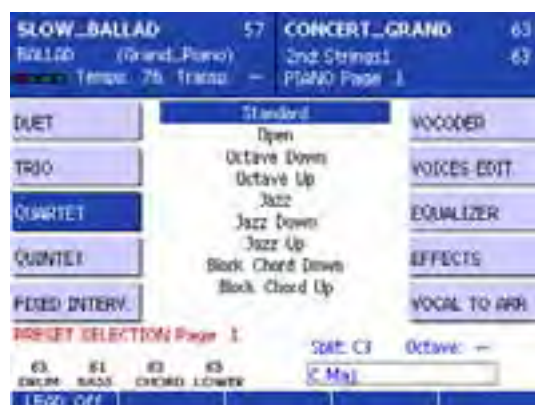 SLOW_BALLAD 57 CONCERT_GRAND 63
BALLAD (Grand_Piano) 2nd Strings1 63
Tempo: 76 Transp: — PIANO Page 1
DUET
TRIO
QUARTET
QUINTET
FIXED INTERV.
Standard
Open
Octave Down
Octave Up
Jazz
Jazz Down
Jazz Up
Block Chord Down
Block Chord Up
VOCODER
VOICES EDIT
EQUALIZER
EFFECTS
VOCAL TO ARR
PRESET SELECTION Page 1
Split: C3 Octave: —
63 61 63 63
DRUM BASS CHORD LOWER
C Maj
LEAD Off